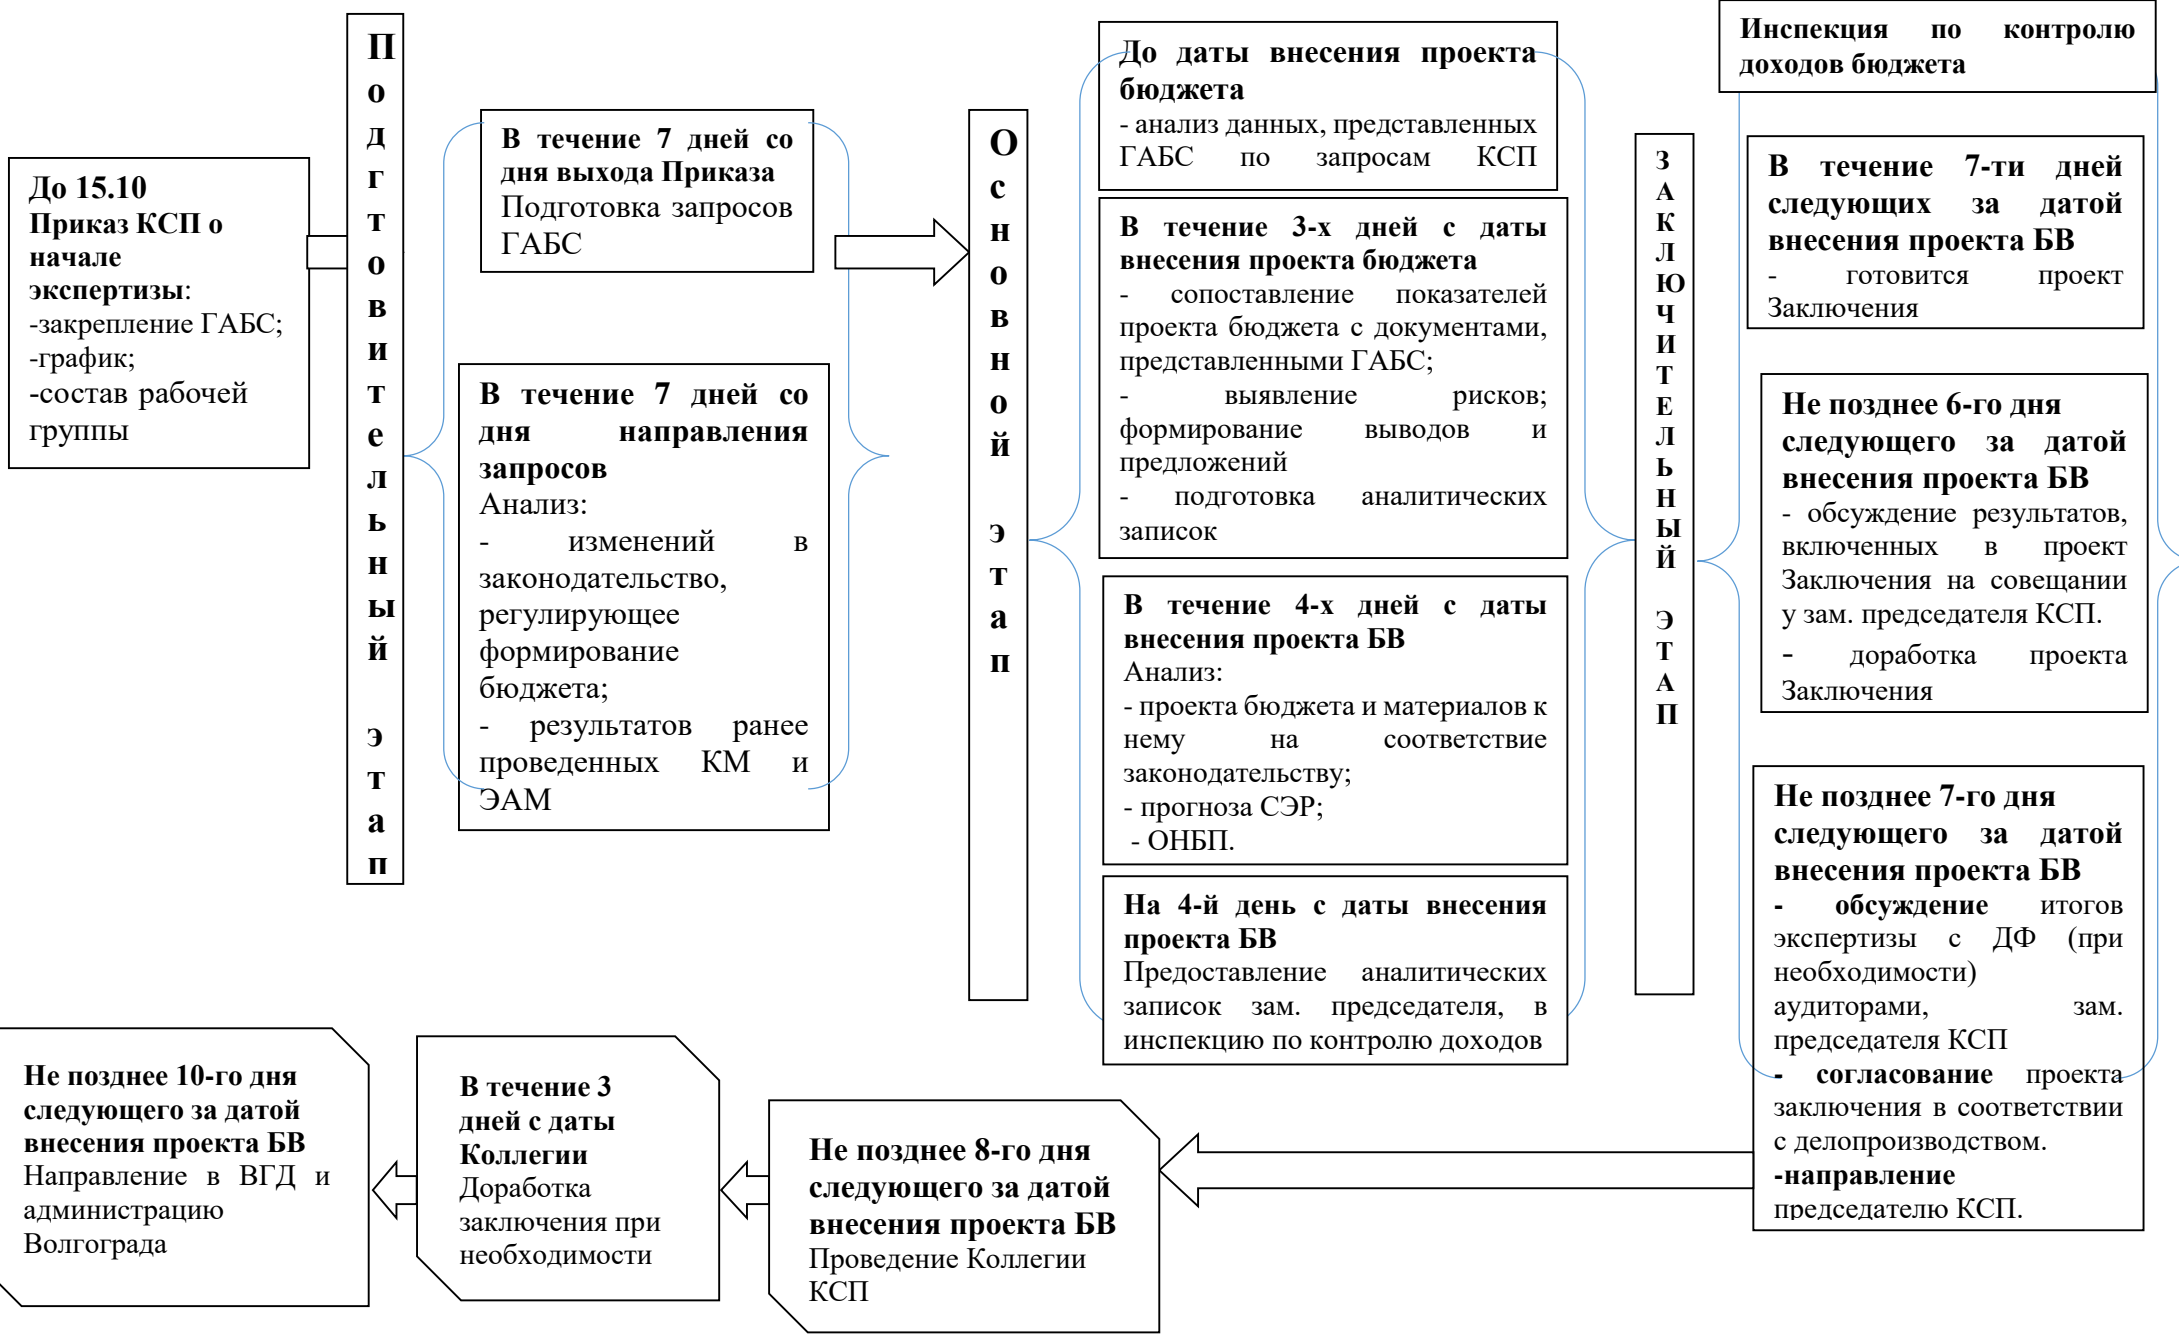 До 15.10
Приказ КСП о
начале
экспертизы:
-закрепление ГАБС;
-график;
-состав рабочей
группы
П
о
д
г
т
о
в
и
т
е
л
ь
н
ы
й
э
т
а
п
В течение 7 дней со
дня выхода Приказа
Подготовка запросов
ГАБС
В течение 7 дней со
дня направления
запросов
Анализ:
- изменений в
законодательство,
регулирующее
формирование
бюджета;
- результатов ранее
проведенных КМ и
ЭАМ
О
с
н
о
в
н
о
й
э
т
а
п
До даты внесения проекта
бюджета
- анализ данных, представленных
ГАБС по запросам КСП
В течение 3-х дней с даты
внесения проекта бюджета
- сопоставление показателей
проекта бюджета с документами,
представленными ГАБС;
- выявление рисков;
формирование выводов и
предложений
- подготовка аналитических
записок
В течение 4-х дней с даты
внесения проекта БВ
Анализ:
- проекта бюджета и материалов к
нему на соответствие
законодательству;
- прогноза СЭР;
- ОНБП.
На 4-й день с даты внесения
проекта БВ
Предоставление аналитических
записок зам. председателя, в
инспекцию по контролю доходов
З
А
К
Л
Ю
Ч
И
Т
Е
Л
Ь
Н
Ы
Й
Э
Т
А
П
Инспекция по контролю
доходов бюджета
В течение 7-ти дней
следующих за датой
внесения проекта БВ
- готовится проект
Заключения
Не позднее 6-го дня
следующего за датой
внесения проекта БВ
- обсуждение результатов,
включенных в проект
Заключения на совещании
у зам. председателя КСП.
- доработка проекта
Заключения
Не позднее 7-го дня
следующего за датой
внесения проекта БВ
- обсуждение итогов
экспертизы с ДФ (при
необходимости)
аудиторами, зам.
председателя КСП
- согласование проекта
заключения в соответствии
с делопроизводством.
-направление
председателю КСП.
Не позднее 8-го дня
следующего за датой
внесения проекта БВ
Проведение Коллегии
КСП
В течение 3
дней с даты
Коллегии
Доработка
заключения при
необходимости
Не позднее 10-го дня
следующего за датой
внесения проекта БВ
Направление в ВГД и
администрацию
Волгограда